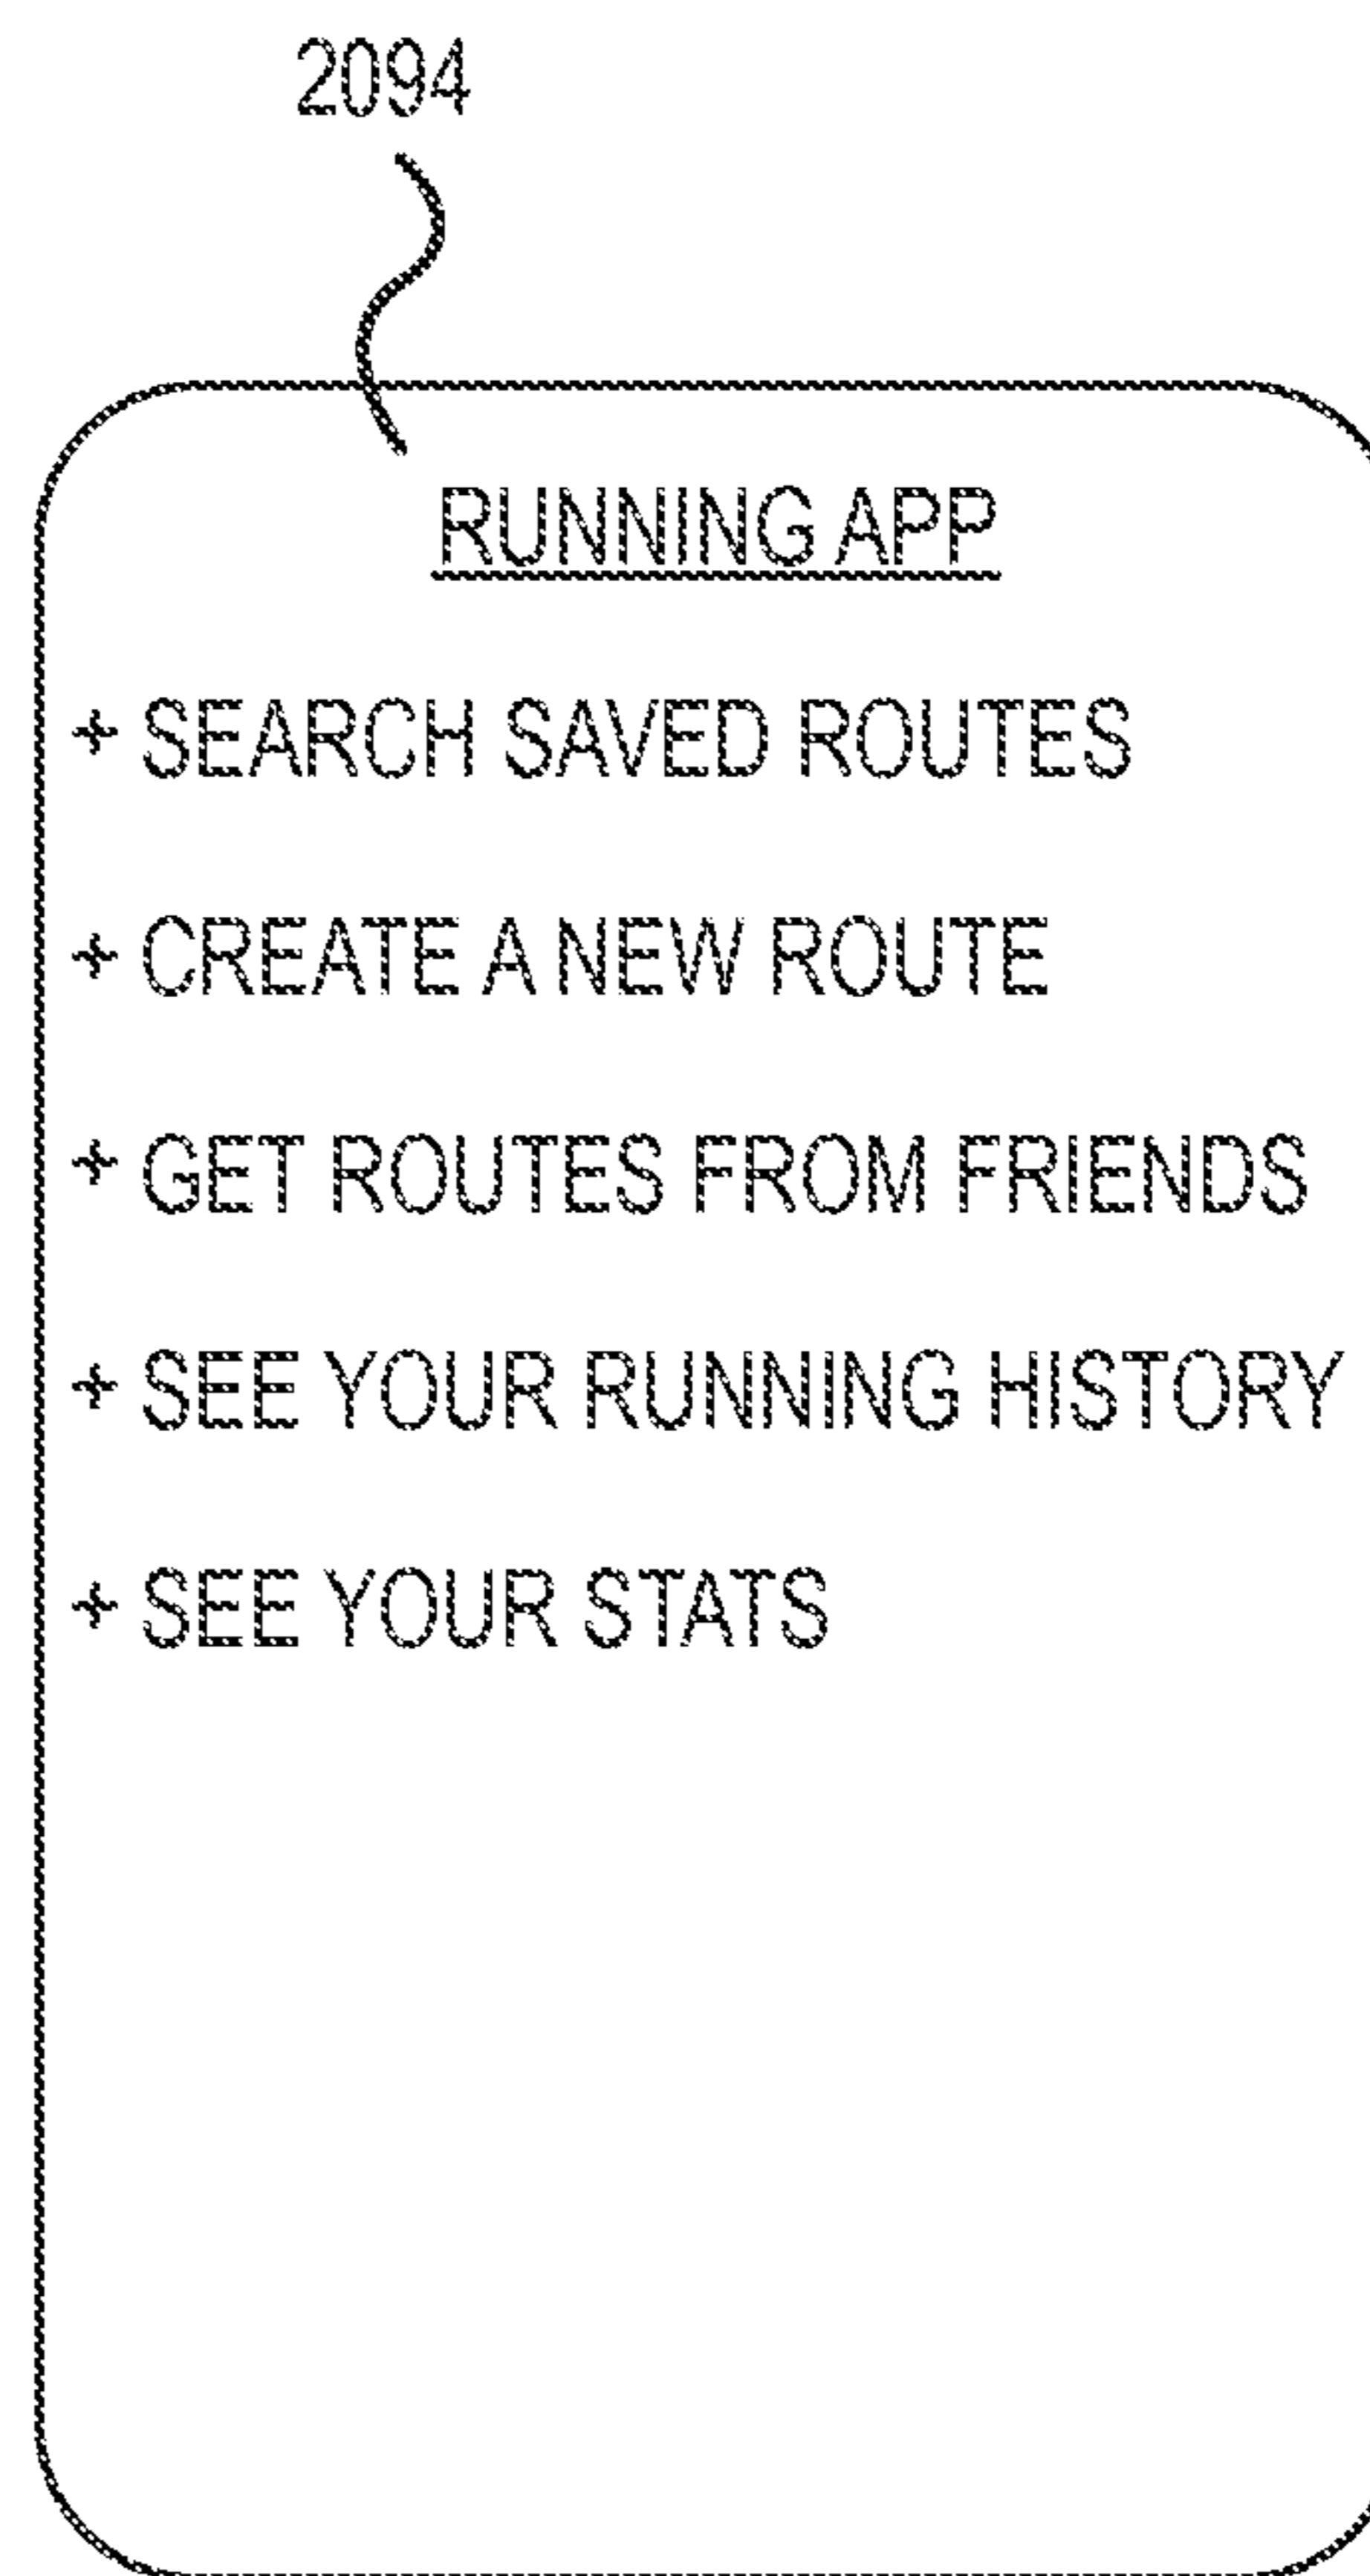 2094
RUNNING APP
+ SEARCH SAVED ROUTES
+ CREATE A NEW ROUTE
+ GET ROUTES FROM FRIENDS
+ SEE YOUR RUNNING HISTORY
+ SEE YOUR STATS